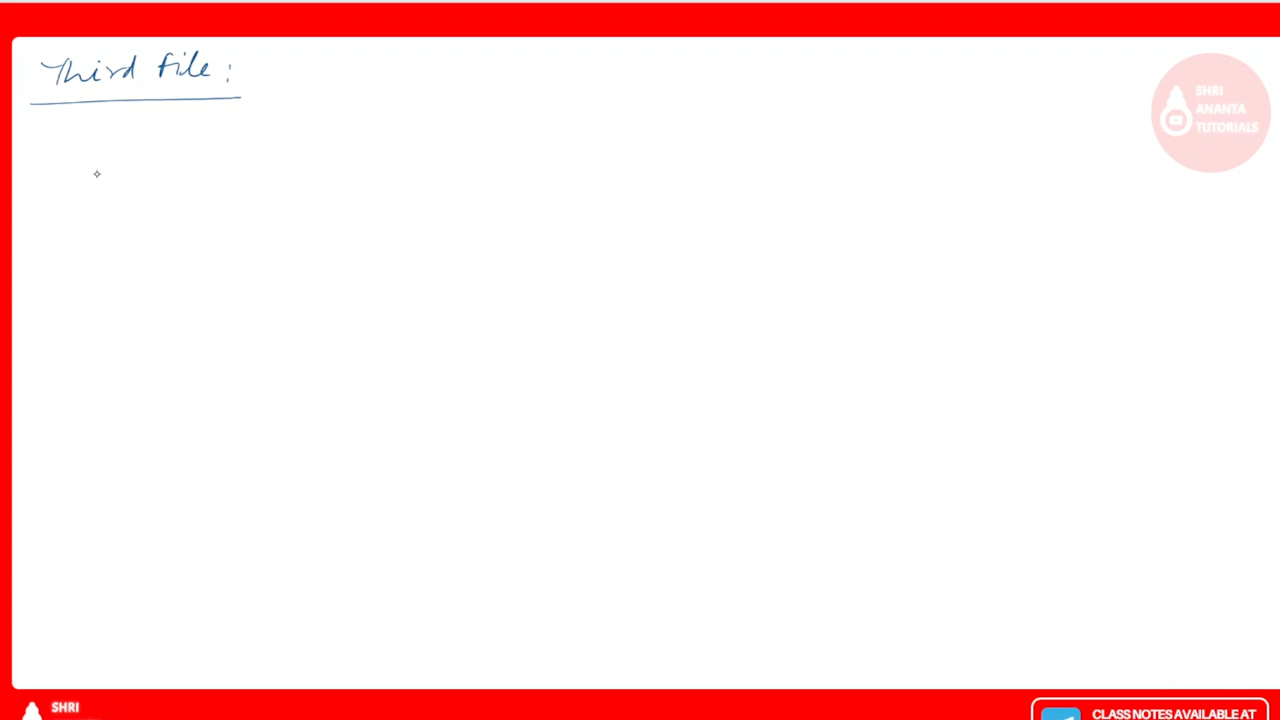 Third file:
SHRI
ANANTA
TUTORIALS
SHRI
CLASS NOTES AVAILABLE AT